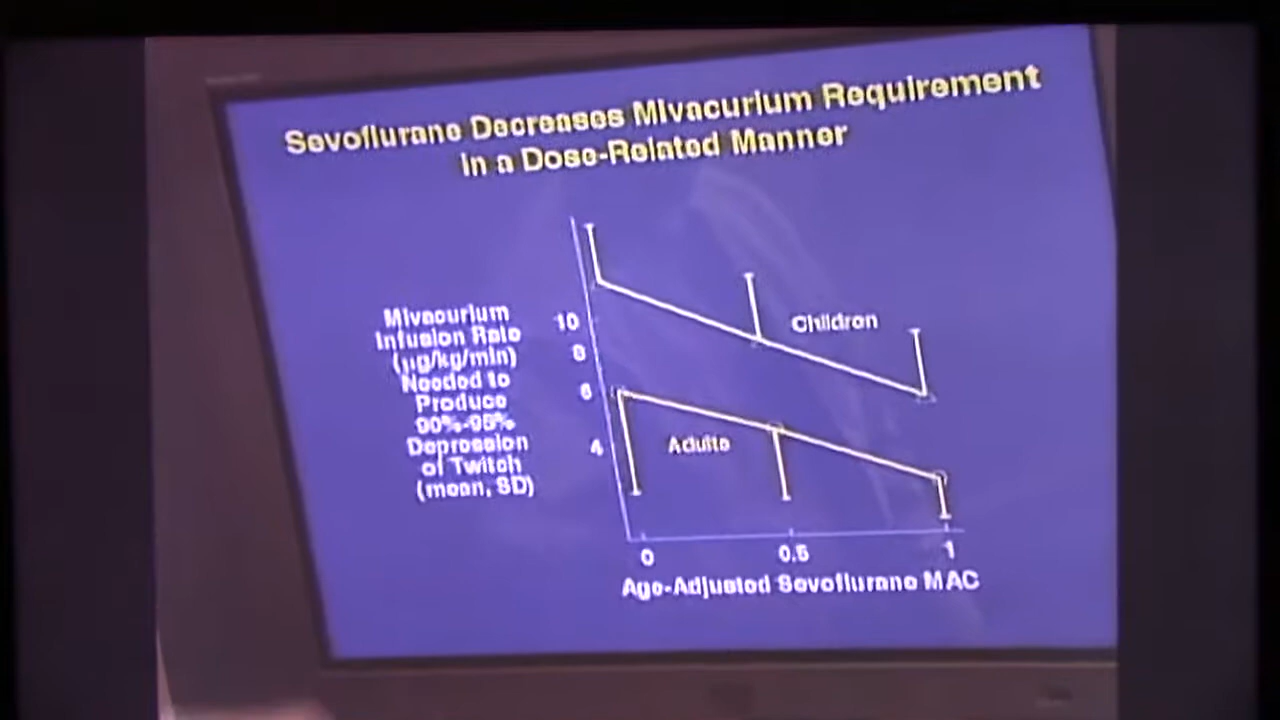 Sevoflurane Decreases Mivacurium Requirement
in a Dose-Related Manner
Mivacurium
Infusion Rate
(µg/kg/min)
Needed to
Produce
90%-95%
Depression
of Twitch
(mean, SD)
10
8
6
4
Children
Adults
0
0.5
1
Age-Adjusted Sevoflurane MAC